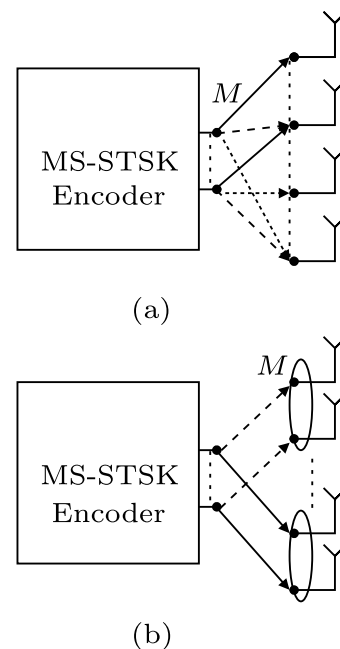 M
MS-STSK
Encoder
(a)
M
MS-STSK
Encoder
(b)